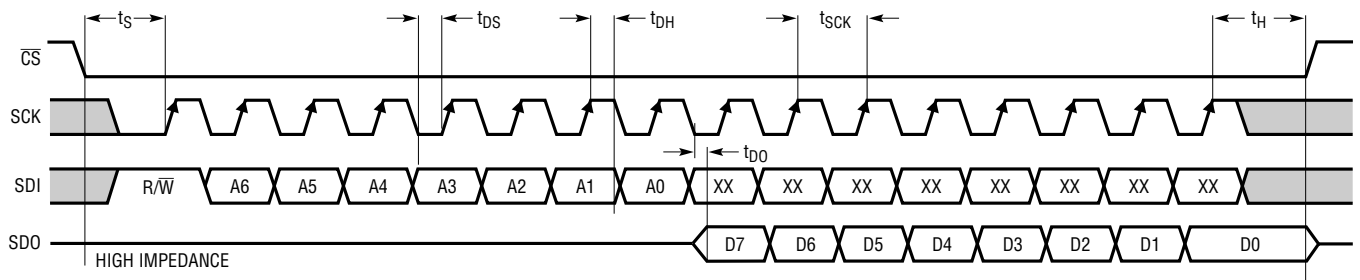 tS tDS tDH tSCK tH
CS
SCK
tDO
SDI R/W A6 A5 A4 A3 A2 A1 A0 XX XX XX XX XX XX XX XX
SDO D7 D6 D5 D4 D3 D2 D1 D0
HIGH IMPEDANCE